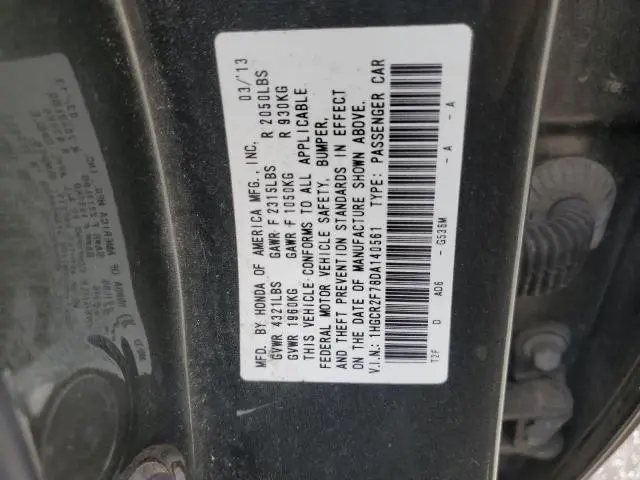 MFD. BY HONDA OF AMERICA MFG., INC. 03/'13
GVWR 4321LBS GAWR F 2315LBS R 2050LBS
GVWR 1960KG GAWR F 1050KG R 930KG
THIS VEHICLE CONFORMS TO ALL APPLICABLE
FEDERAL MOTOR VEHICLE SAFETY, BUMPER,
AND THEFT PREVENTION STANDARDS IN EFFECT
ON THE DATE OF MANUFACTURE SHOWN ABOVE.
V.I.N.: 1HGCR2F78DA140561 TYPE: PASSENGER CAR
T2F D AD6 - G536M - A - A